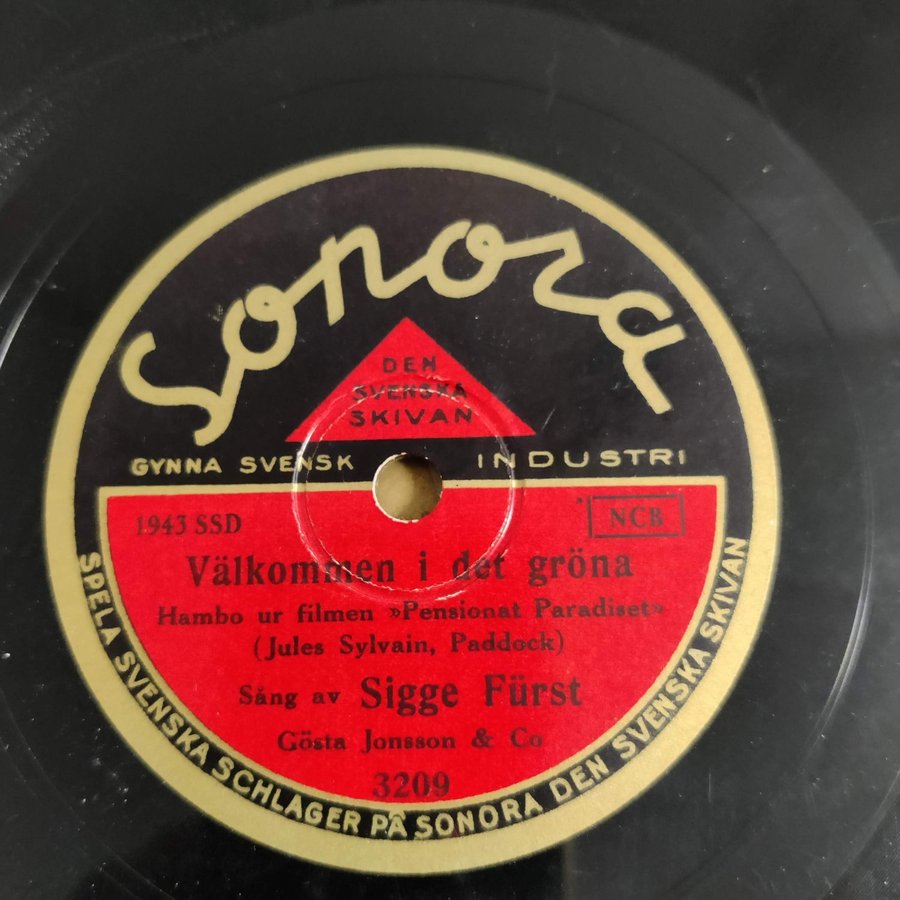 Sonora
DEN
SVENSKA
SKIVAN
GYNNA SVENSK INDUSTRI
1943 SSD
NCB
Välkommen i det gröna
Hambo ur filmen »Pensionat Paradiset»
(Jules Sylvain, Paddock)
Sång av Sigge Fürst
Gösta Jonsson & Co
3209
SPELA SVENSKA SCHLAGER PÅ SONORA DEN SVENSKA SKIVAN